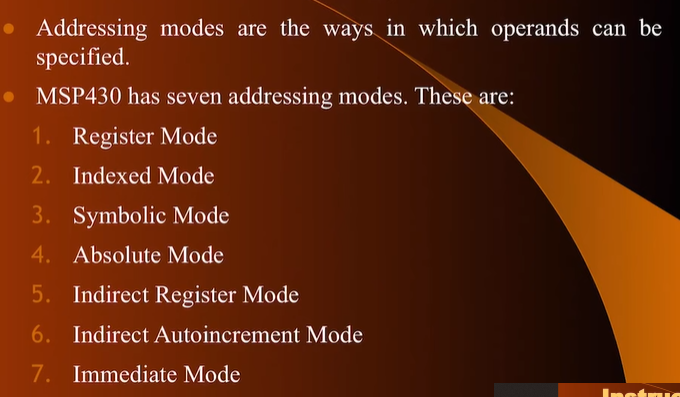 Addressing modes are the ways in which operands can be
specified.
MSP430 has seven addressing modes. These are:
1. Register Mode
2. Indexed Mode
3. Symbolic Mode
4. Absolute Mode
5. Indirect Register Mode
6. Indirect Autoincrement Mode
7. Immediate Mode